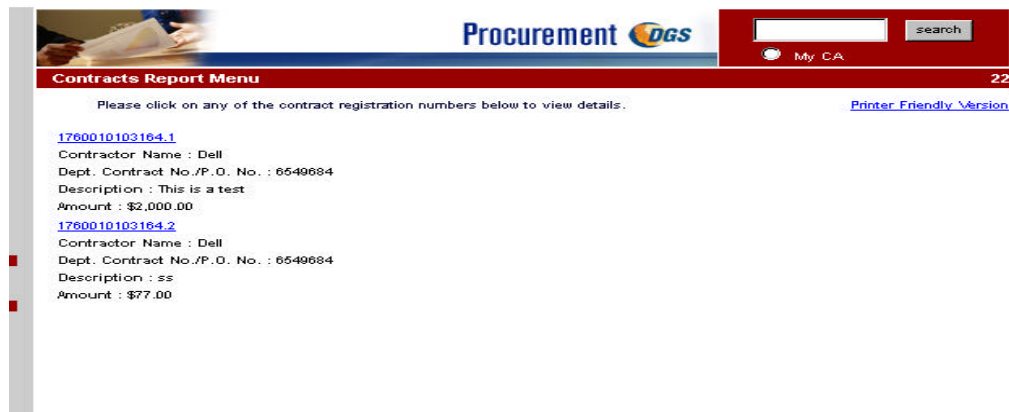 Procurement DGS
search
My CA
Contracts Report Menu 22
Please click on any of the contract registration numbers below to view details. Printer Friendly Version
1760010103164.1
Contractor Name : Dell
Dept. Contract No./P.O. No. : 6549684
Description : This is a test
Amount : $2,000.00
1760010103164.2
Contractor Name : Dell
Dept. Contract No./P.O. No. : 6549684
Description : ss
Amount : $77.00